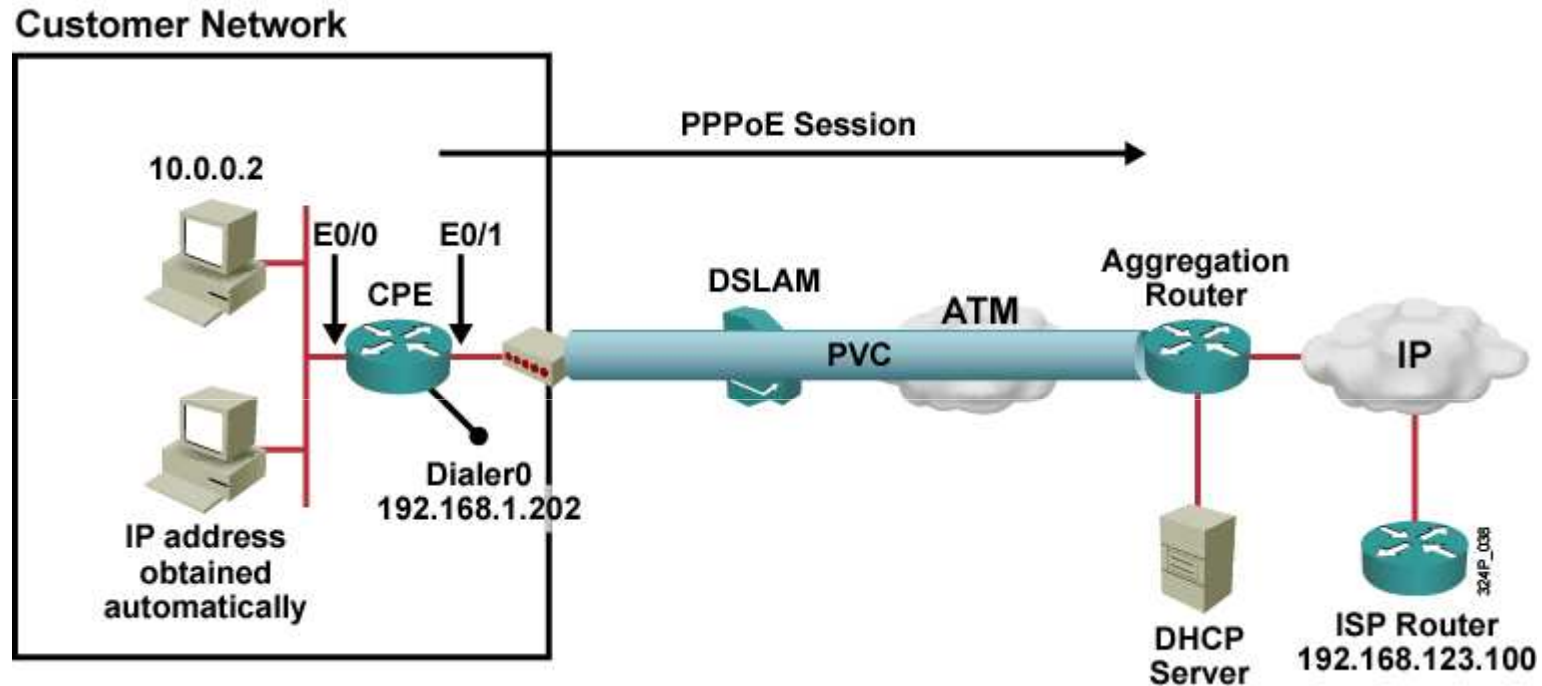 Customer Network
PPPoE Session
10.0.0.2
E0/0
E0/1
CPE
DSLAM
ATM
PVC
Aggregation
Router
IP
Dialer0
192.168.1.202
IP address
obtained
automatically
DHCP
Server
ISP Router
192.168.123.100
324P_038